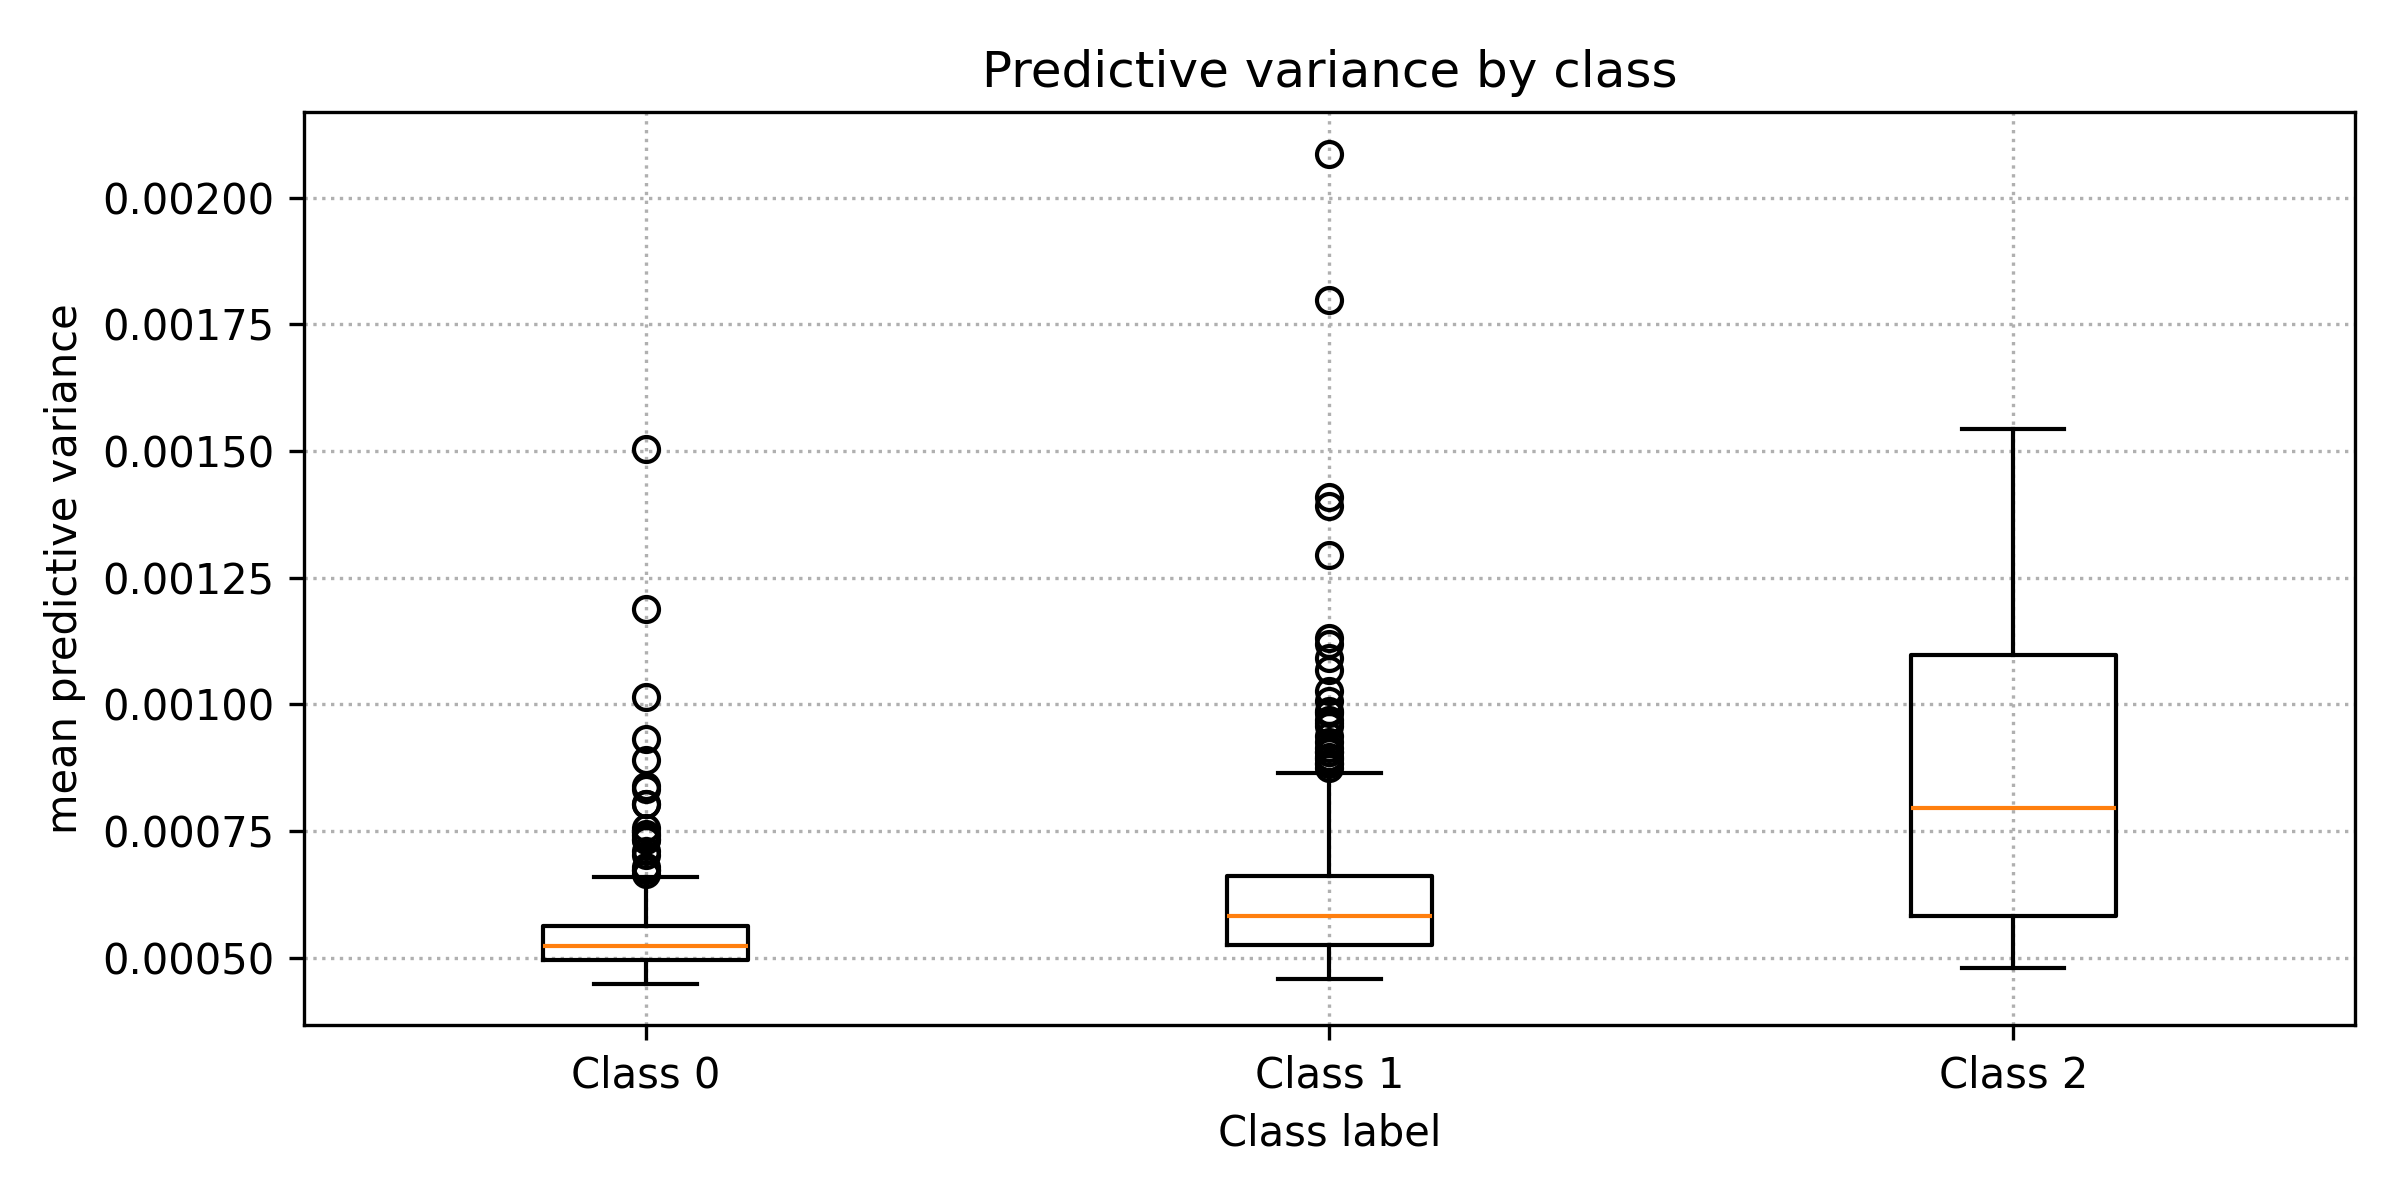 Predictive variance by class
mean predictive variance
0.00200
0.00175
0.00150
0.00125
0.00100
0.00075
0.00050
Class 0 Class 1 Class 2
Class label